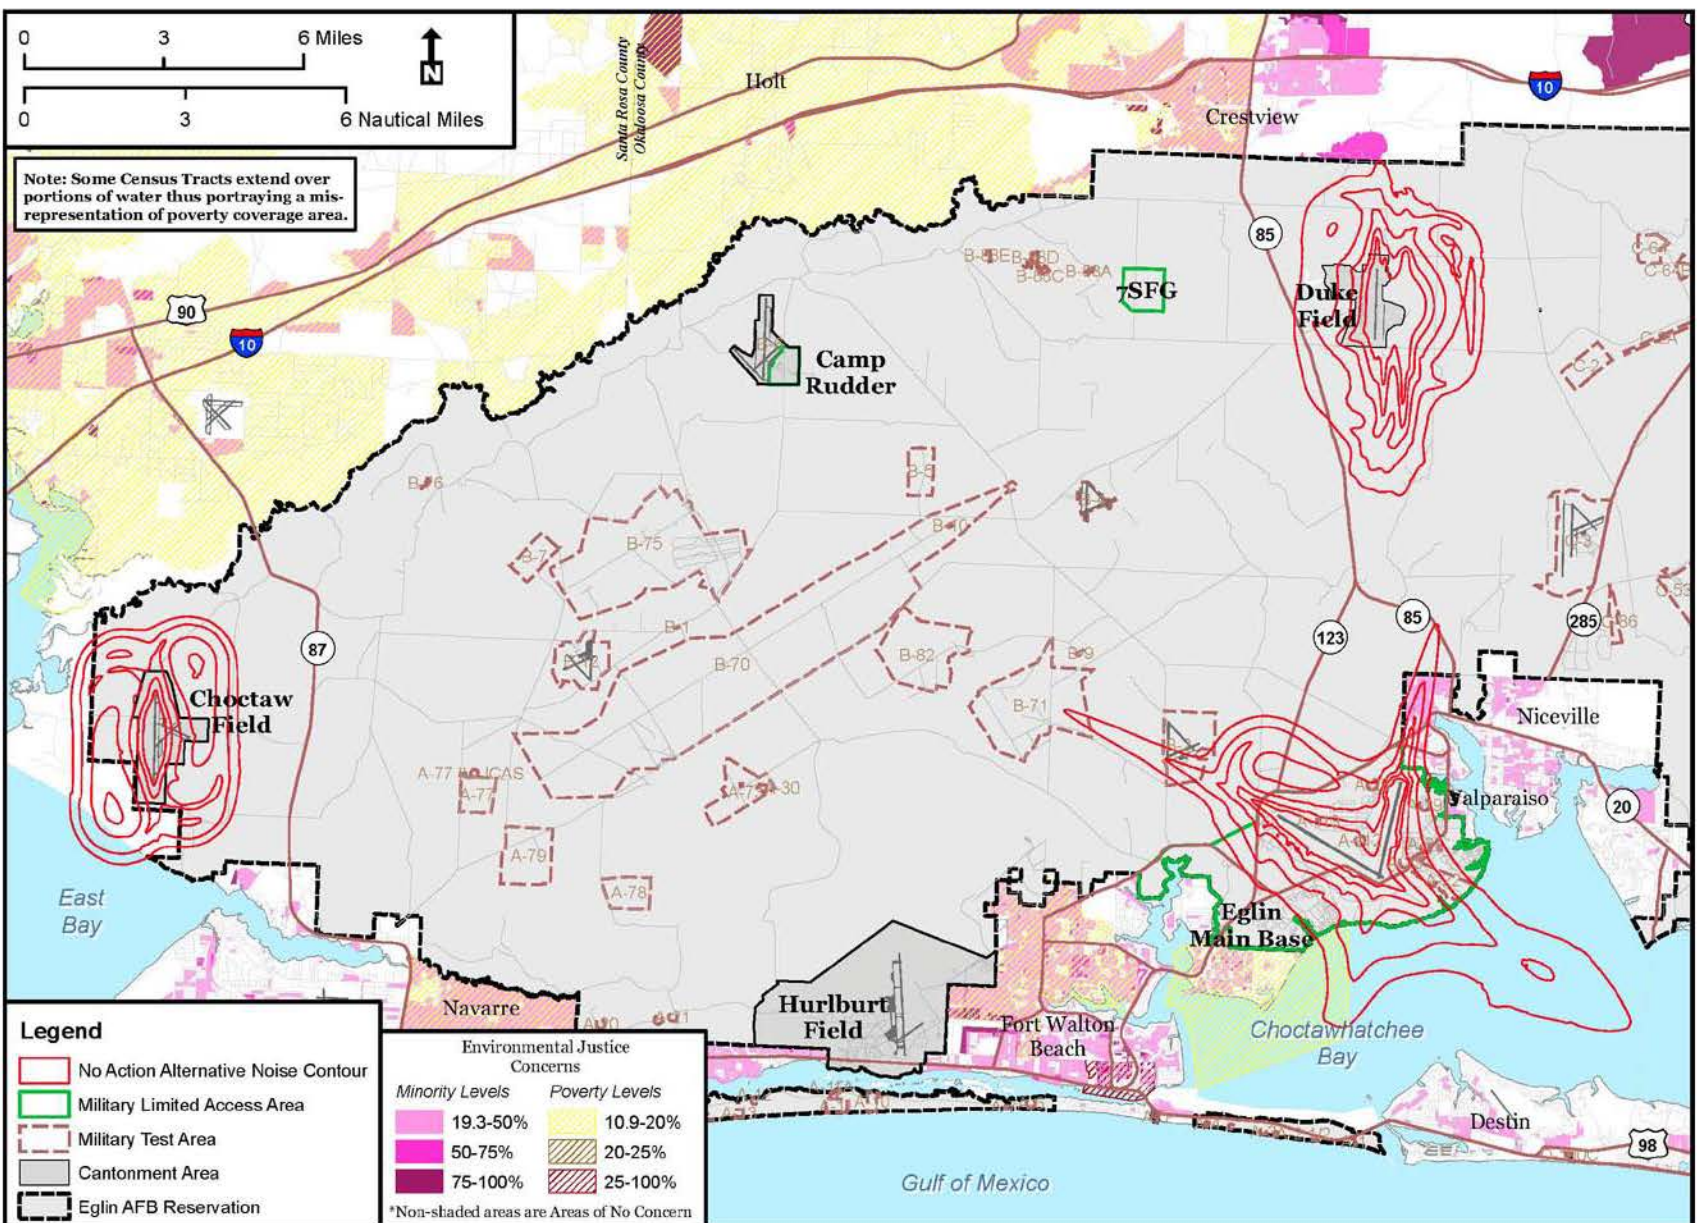 0 3 6 Miles
N
0 3 6 Nautical Miles
Note: Some Census Tracts extend over
portions of water thus portraying a mis-
representation of poverty coverage area.
Santa Rosa County
Okaloosa County
Holt
Crestview
10
85
90
10
7SFG
Duke
Field
Camp
Rudder
B-5
B-75
B-7
B-1
B-70
B-82
B-9
B-71
C-2
C-3
87
123
85
285
Choctaw
Field
Niceville
Valparaiso
20
A-77
A-79
A-78
Eglin
Main Base
East
Bay
Hurlburt
Field
Navarre
Fort Walton
Beach
Choctawhatchee
Bay
Destin
98
Gulf of Mexico
Legend
No Action Alternative Noise Contour
Military Limited Access Area
Military Test Area
Cantonment Area
Eglin AFB Reservation
Environmental Justice
Concerns
Minority Levels Poverty Levels
19.3-50% 10.9-20%
50-75% 20-25%
75-100% 25-100%
*Non-shaded areas are Areas of No Concern